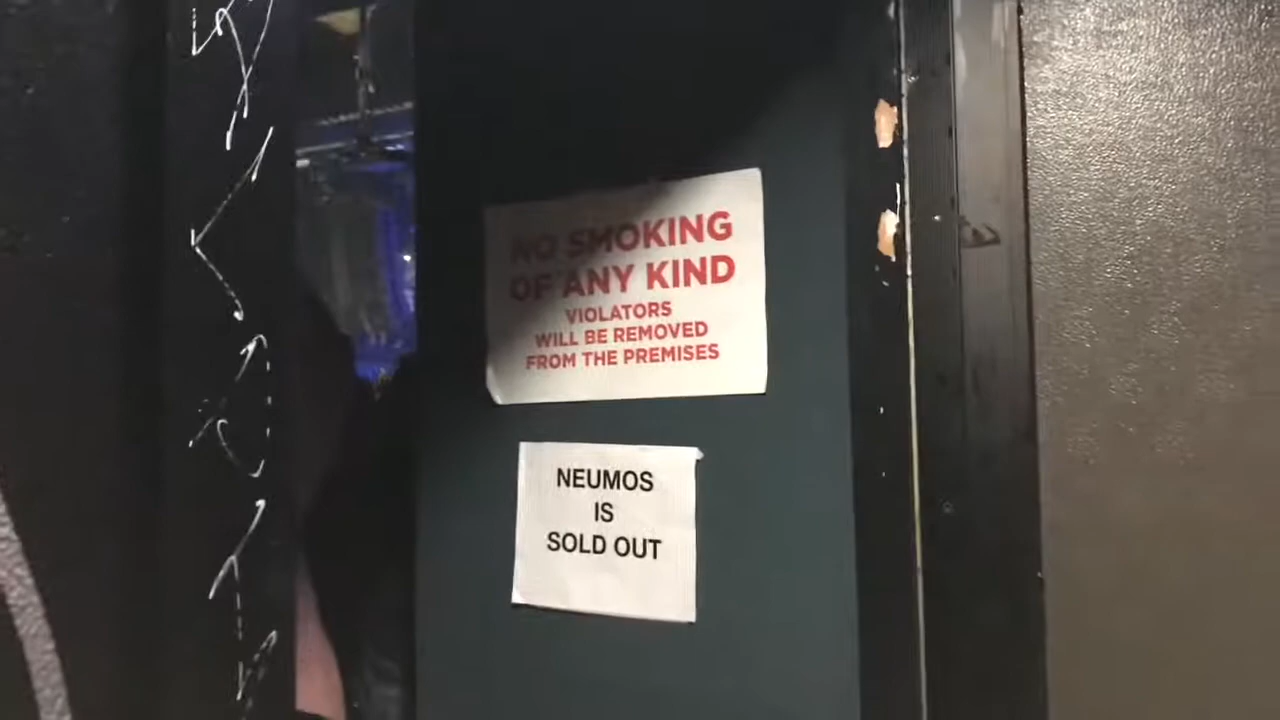 NO SMOKING
OF ANY KIND
VIOLATORS
WILL BE REMOVED
FROM THE PREMISES
NEUMOS
IS
SOLD OUT